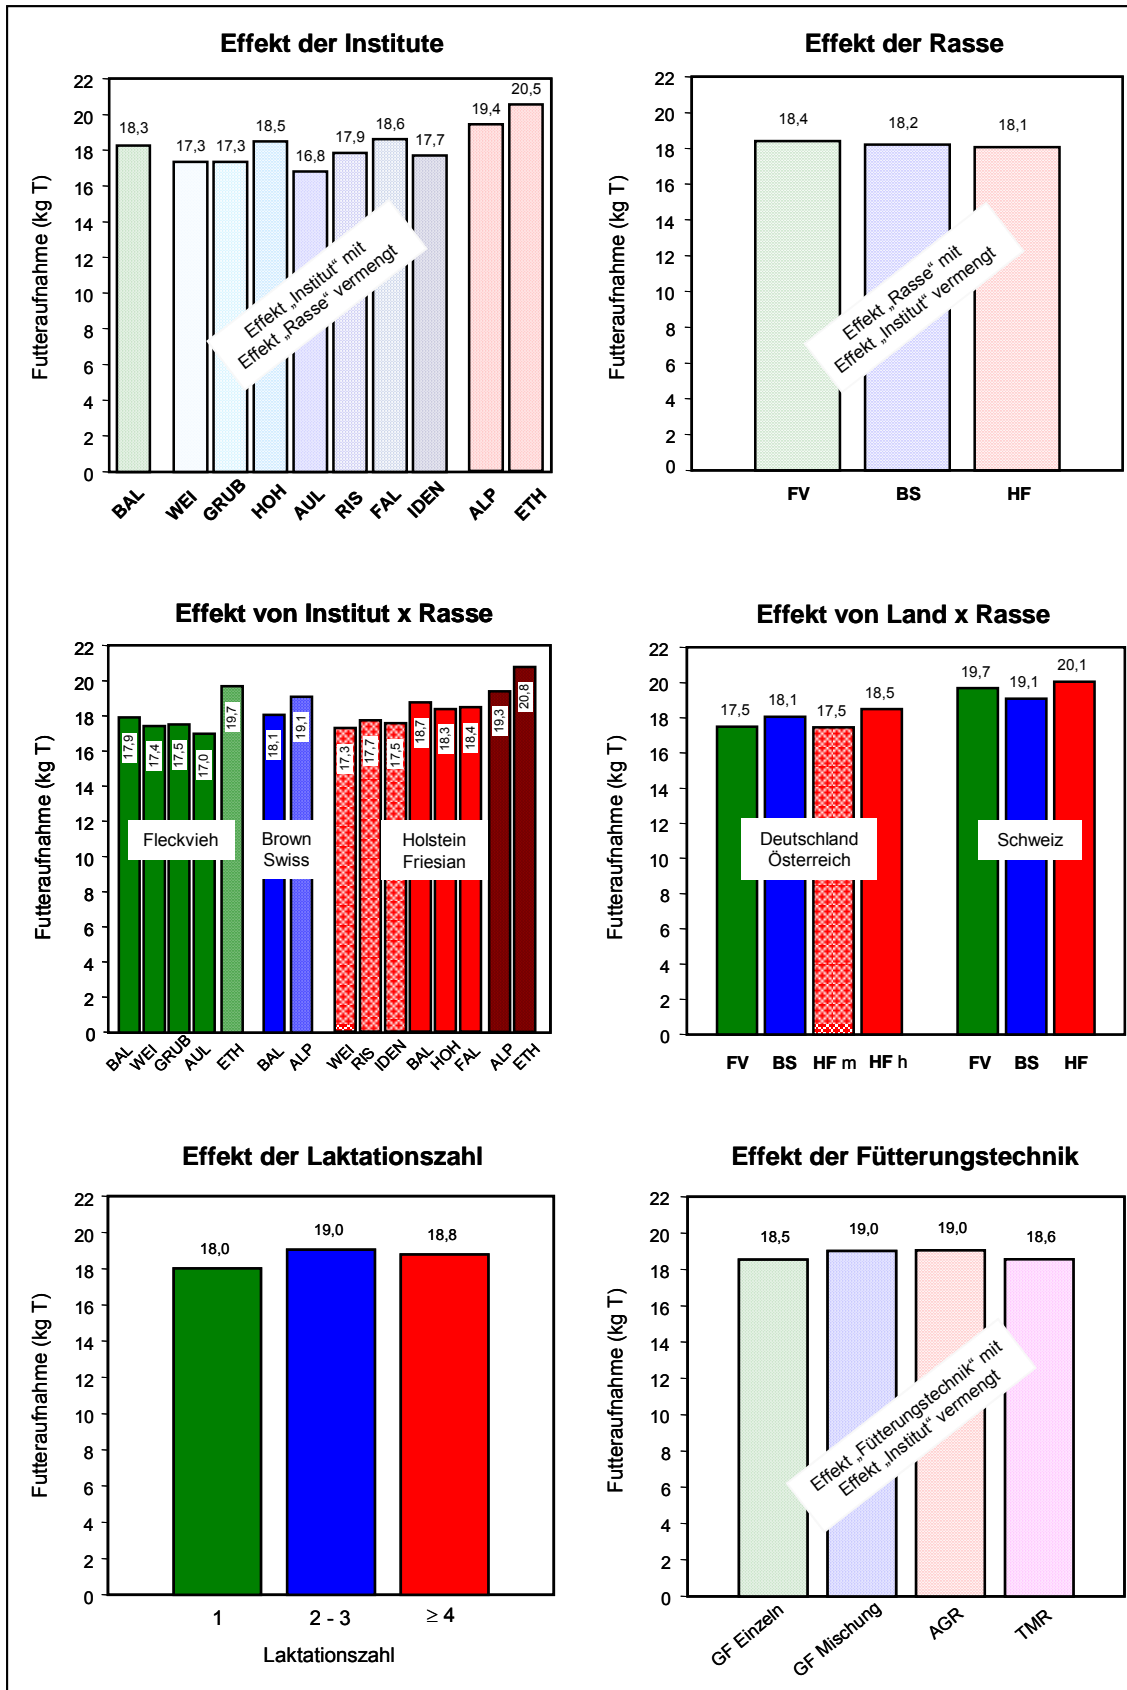 Effekt der Institute
Futteraufnahme (kg T)
22
20
18
16
14
12
10
8
6
4
2
0
18,3
17,3
17,3
18,5
16,8
17,9
18,6
17,7
19,4
20,5
Effekt „Institut“ mit
Effekt „Rasse“ vermengt
BAL
WEI
GRUB
HOH
AUL
RIS
FAL
IDEN
ALP
ETH
Effekt der Rasse
Futteraufnahme (kg T)
22
20
18
16
14
12
10
8
6
4
2
0
18,4
18,2
18,1
Effekt „Rasse“ mit
Effekt „Institut“ vermengt
FV
BS
HF
Effekt von Institut x Rasse
Futteraufnahme (kg T)
22
20
18
16
14
12
10
8
6
4
2
0
17,9
17,4
17,5
17,0
19,7
18,1
19,1
17,3
17,7
17,5
18,7
18,3
18,4
19,3
20,8
Fleckvieh
Brown
Swiss
Holstein
Friesian
BAL
WEI
GRUB
AUL
ETH
BAL
ALP
WEI
RIS
IDEN
BAL
HOH
FAL
ALP
ETH
Effekt von Land x Rasse
Futteraufnahme (kg T)
22
20
18
16
14
12
10
8
6
4
2
0
17,5
18,1
17,5
18,5
19,7
19,1
20,1
Deutschland
Österreich
Schweiz
FV
BS
HF m
HF h
FV
BS
HF
Effekt der Laktationszahl
Futteraufnahme (kg T)
22
20
18
16
14
12
10
8
6
4
2
0
18,0
19,0
18,8
1
2 - 3
≥ 4
Laktationszahl
Effekt der Fütterungstechnik
Futteraufnahme (kg T)
22
20
18
16
14
12
10
8
6
4
2
0
18,5
19,0
19,0
18,6
Effekt „Fütterungstechnik“ mit
Effekt „Institut“ vermengt
GF Einzeln
GF Mischung
AGR
TMR